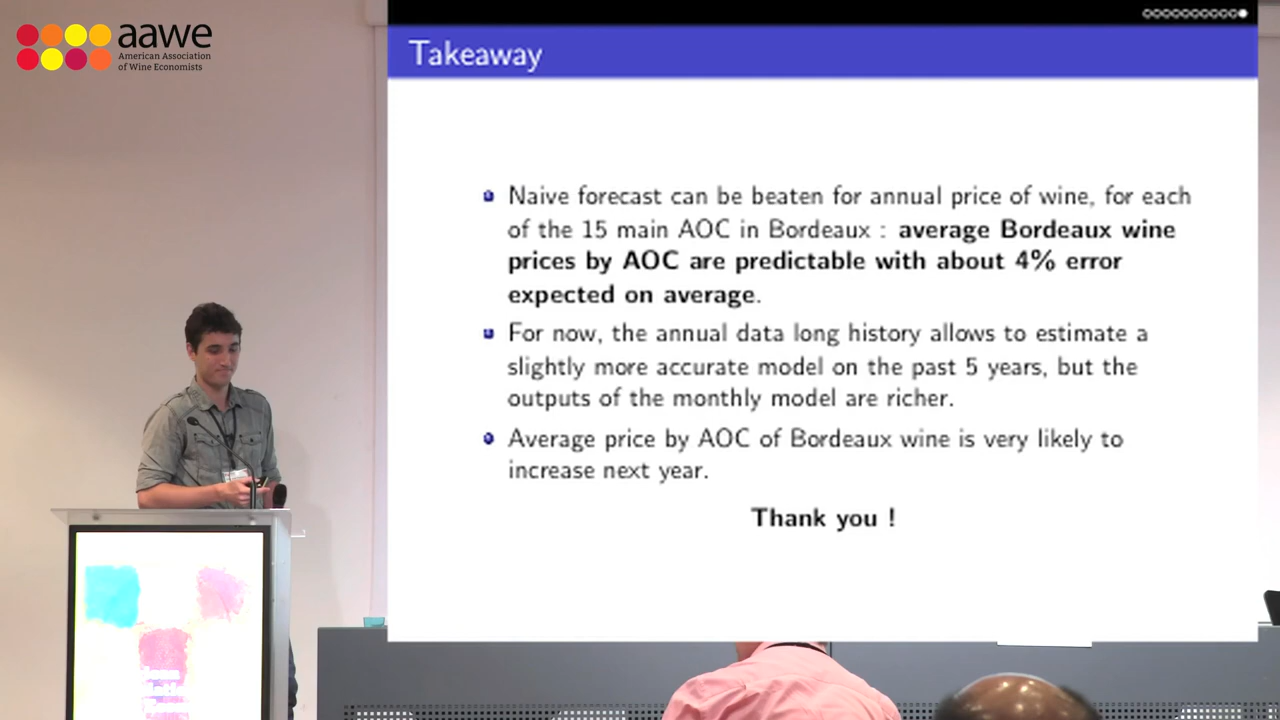 aawe
American Association
of Wine Economists
Takeaway
Naive forecast can be beaten for annual price of wine, for each
of the 15 main AOC in Bordeaux : average Bordeaux wine
prices by AOC are predictable with about 4% error
expected on average.
For now, the annual data long history allows to estimate a
slightly more accurate model on the past 5 years, but the
outputs of the monthly model are richer.
Average price by AOC of Bordeaux wine is very likely to
increase next year.
Thank you !